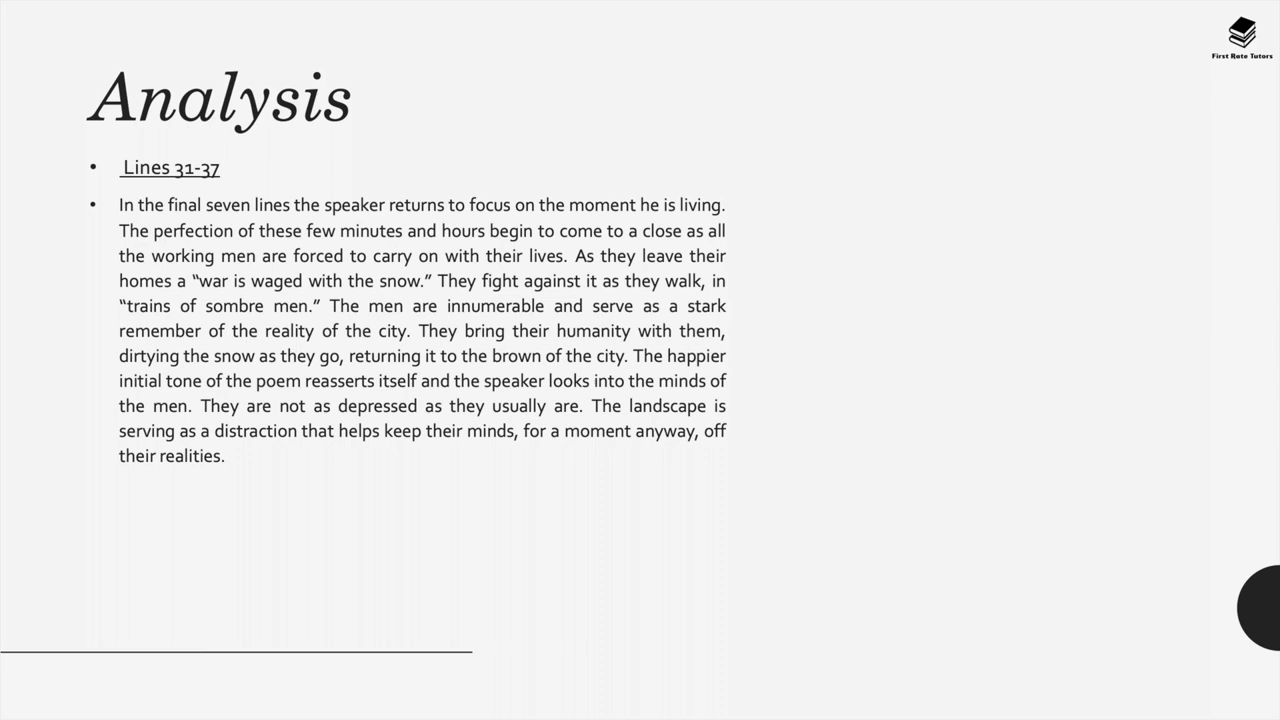 First Rate Tutors
Analysis
• Lines 31-37
• In the final seven lines the speaker returns to focus on the moment he is living.
The perfection of these few minutes and hours begin to come to a close as all
the working men are forced to carry on with their lives. As they leave their
homes a “war is waged with the snow.” They fight against it as they walk, in
“trains of sombre men.” The men are innumerable and serve as a stark
remember of the reality of the city. They bring their humanity with them,
dirtying the snow as they go, returning it to the brown of the city. The happier
initial tone of the poem reasserts itself and the speaker looks into the minds of
the men. They are not as depressed as they usually are. The landscape is
serving as a distraction that helps keep their minds, for a moment anyway, off
their realities.